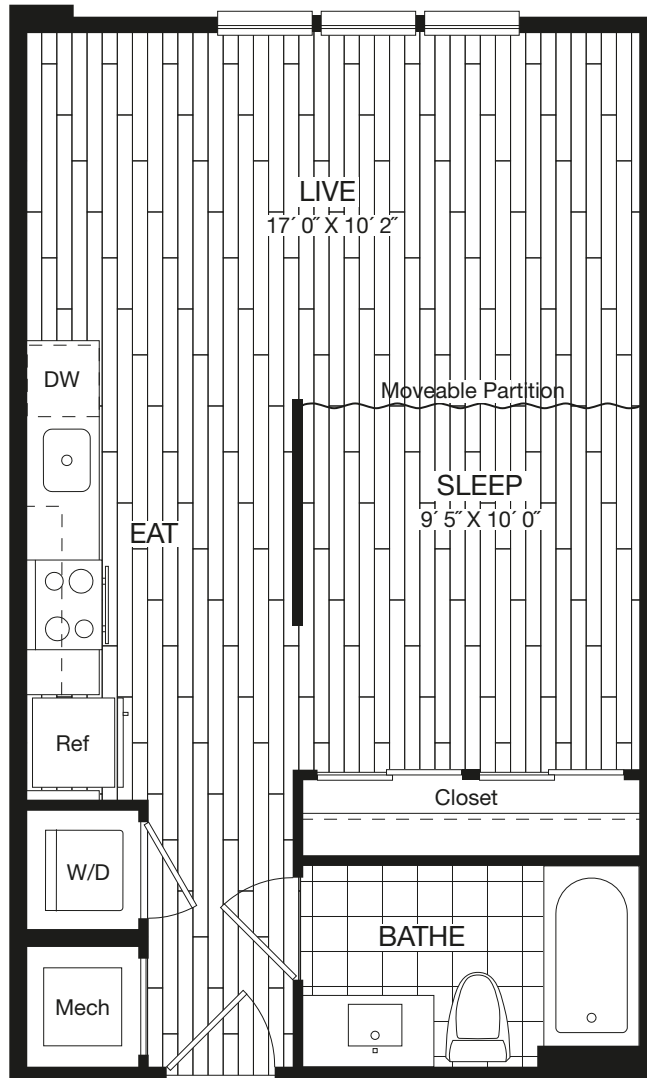 LIVE
17′ 0″ X 10′ 2″
DW
Moveable Partition
SLEEP
9′ 5″ X 10′ 0″
EAT
Ref
Closet
W/D
BATHE
Mech